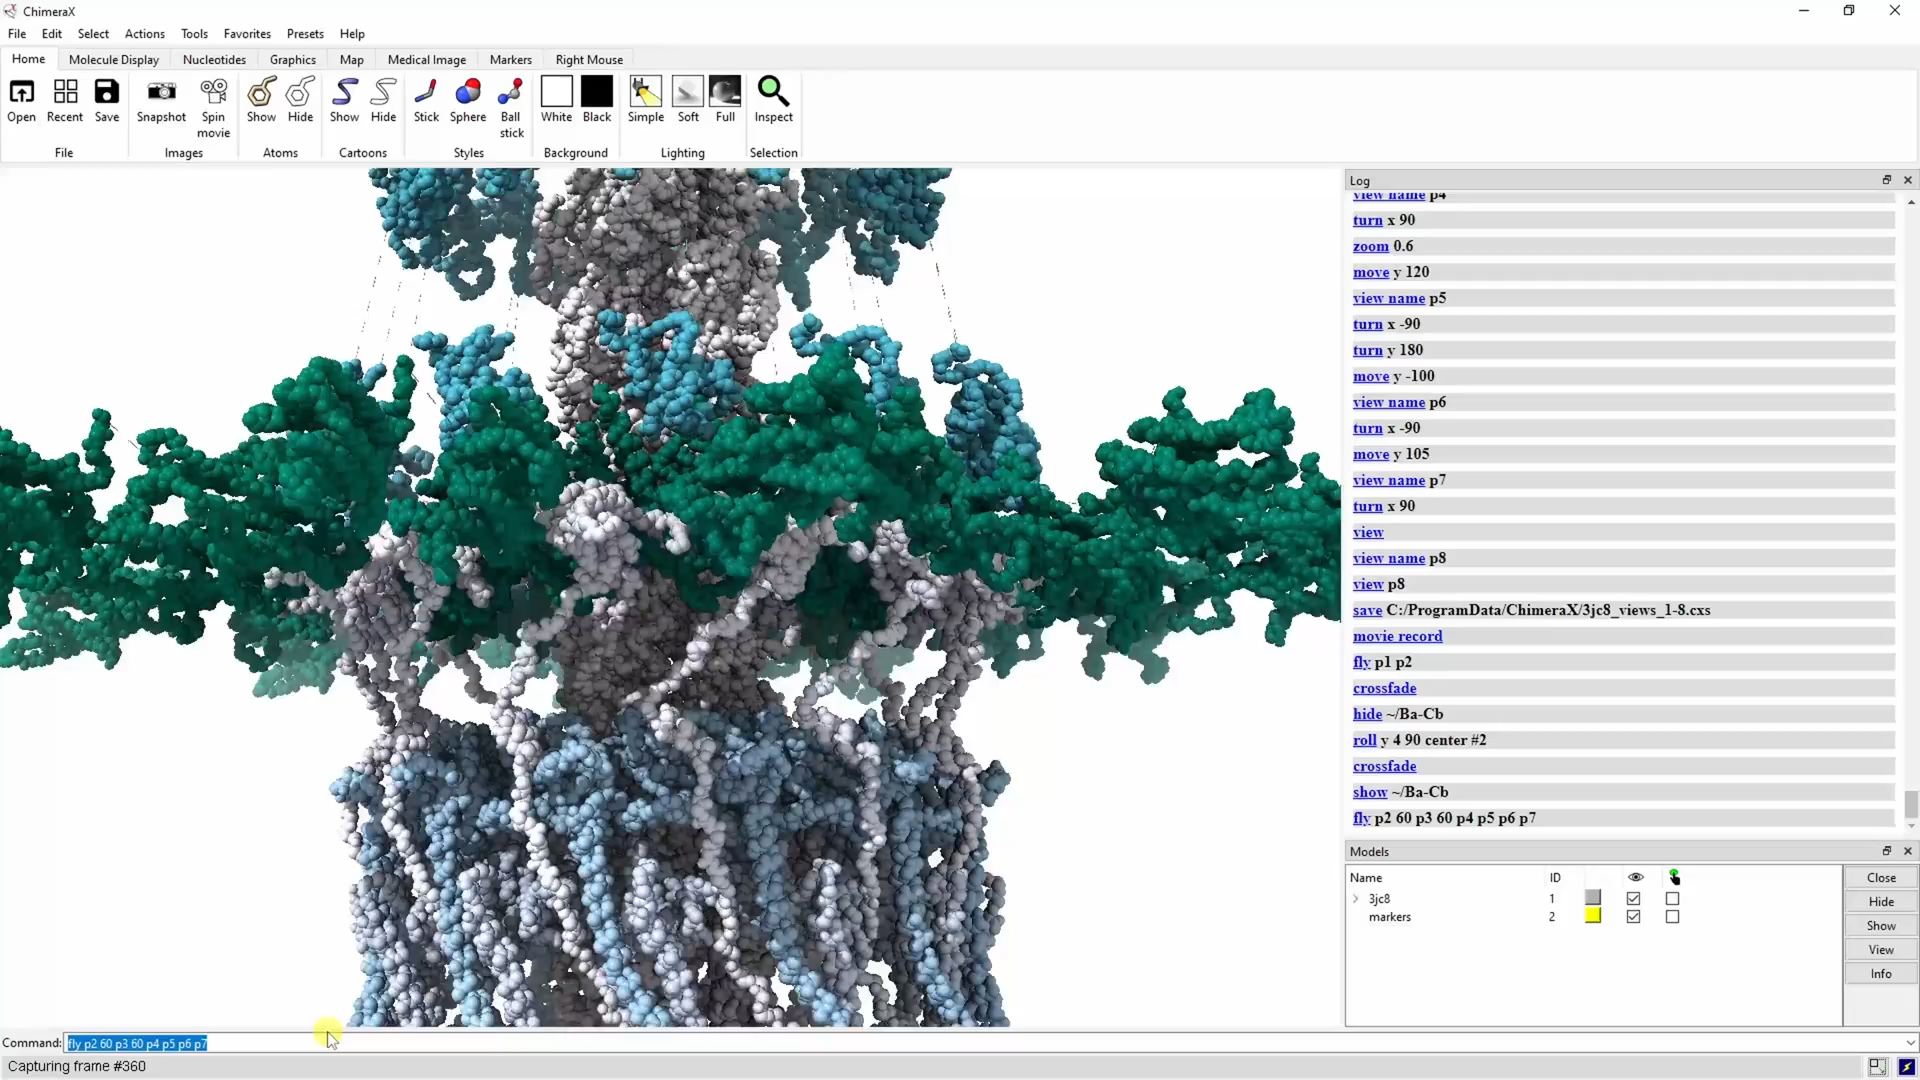 ChimeraX
File Edit Select Actions Tools Favorites Presets Help
Home Molecule Display Nucleotides Graphics Map Medical Image Markers Right Mouse
Open Recent Save Snapshot Spin movie Show Hide Show Hide Stick Sphere Ball stick White Black Simple Soft Full Inspect
File Images Atoms Cartoons Styles Background Lighting Selection
Log
view name p4
turn x 90
zoom 0.6
move y 120
view name p5
turn x -90
turn y 180
move y -100
view name p6
turn x -90
move y 105
view name p7
turn x 90
view
view name p8
view p8
save C:/ProgramData/ChimeraX/3jc8_views_1-8.cxs
movie record
fly p1 p2
crossfade
hide ~/Ba-Cb
roll y 4 90 center #2
crossfade
show ~/Ba-Cb
fly p2 60 p3 60 p4 p5 p6 p7
Models
Name ID Close
3jc8 1 Hide
markers 2 Show
View
Info
Command: fly p2 60 p3 60 p4 p5 p6 p7
Capturing frame #360